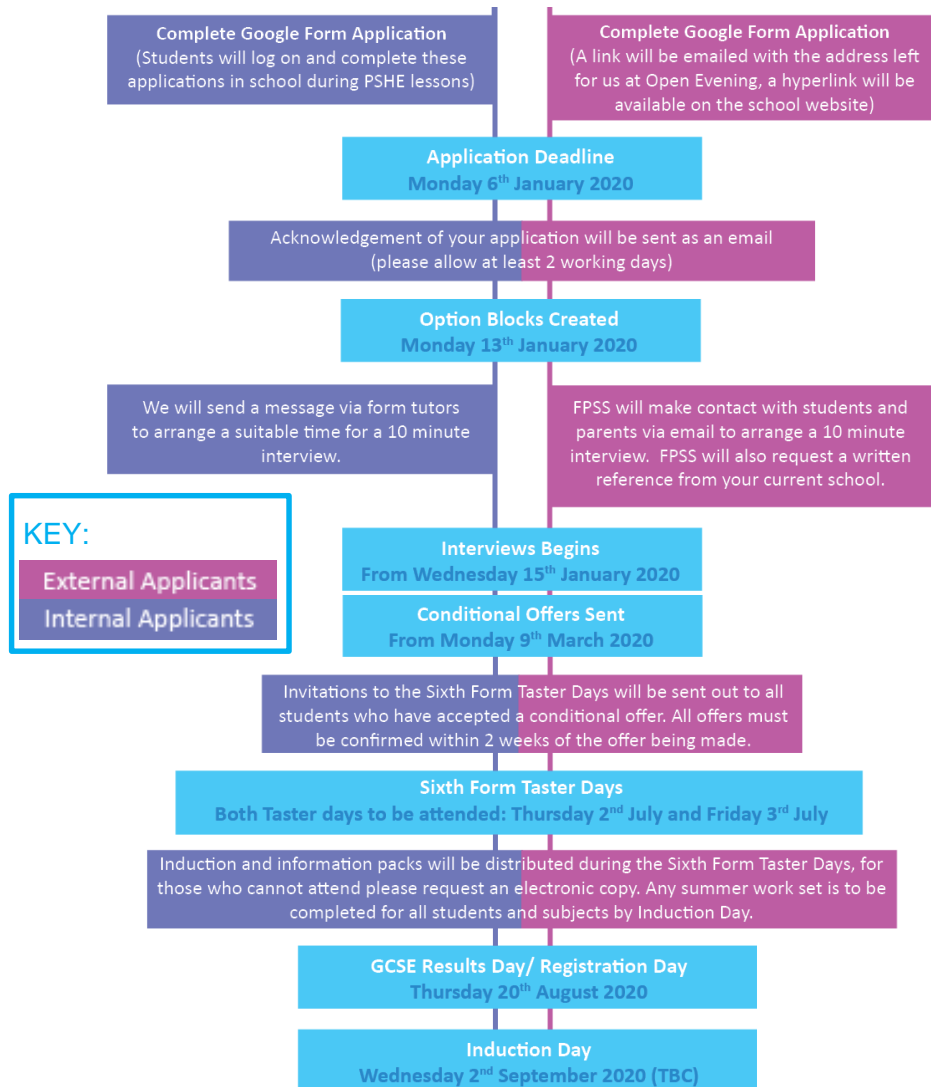 Complete Google Form Application
(Students will log on and complete these
applications in school during PSHE lessons)
Complete Google Form Application
(A link will be emailed with the address left
for us at Open Evening, a hyperlink will be
available on the school website)
Application Deadline
Monday 6th January 2020
Acknowledgement of your application will be sent as an email
(please allow at least 2 working days)
Option Blocks Created
Monday 13th January 2020
We will send a message via form tutors
to arrange a suitable time for a 10 minute
interview.
FPSS will make contact with students and
parents via email to arrange a 10 minute
interview.  FPSS will also request a written
reference from your current school.
KEY:
External Applicants
Internal Applicants
Interviews Begins
From Wednesday 15th January 2020
Conditional Offers Sent
From Monday 9th March 2020
Invitations to the Sixth Form Taster Days will be sent out to all
students who have accepted a conditional offer. All offers must
be confirmed within 2 weeks of the offer being made.
Sixth Form Taster Days
Both Taster days to be attended: Thursday 2nd July and Friday 3rd July
Induction and information packs will be distributed during the Sixth Form Taster Days, for
those who cannot attend please request an electronic copy. Any summer work set is to be
completed for all students and subjects by Induction Day.
GCSE Results Day/ Registration Day
Thursday 20th August 2020
Induction Day
Wednesday 2nd September 2020 (TBC)